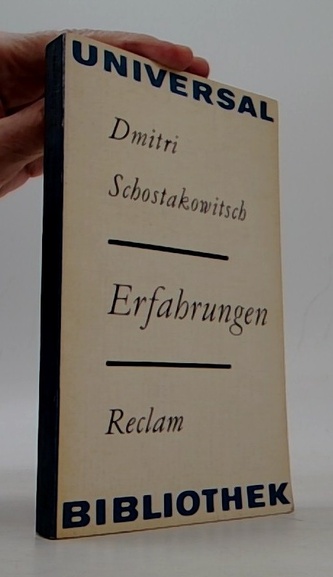 UNIVERSAL
Dmitri
Schostakowitsch
Erfahrungen
Reclam
BIBLIOTHEK